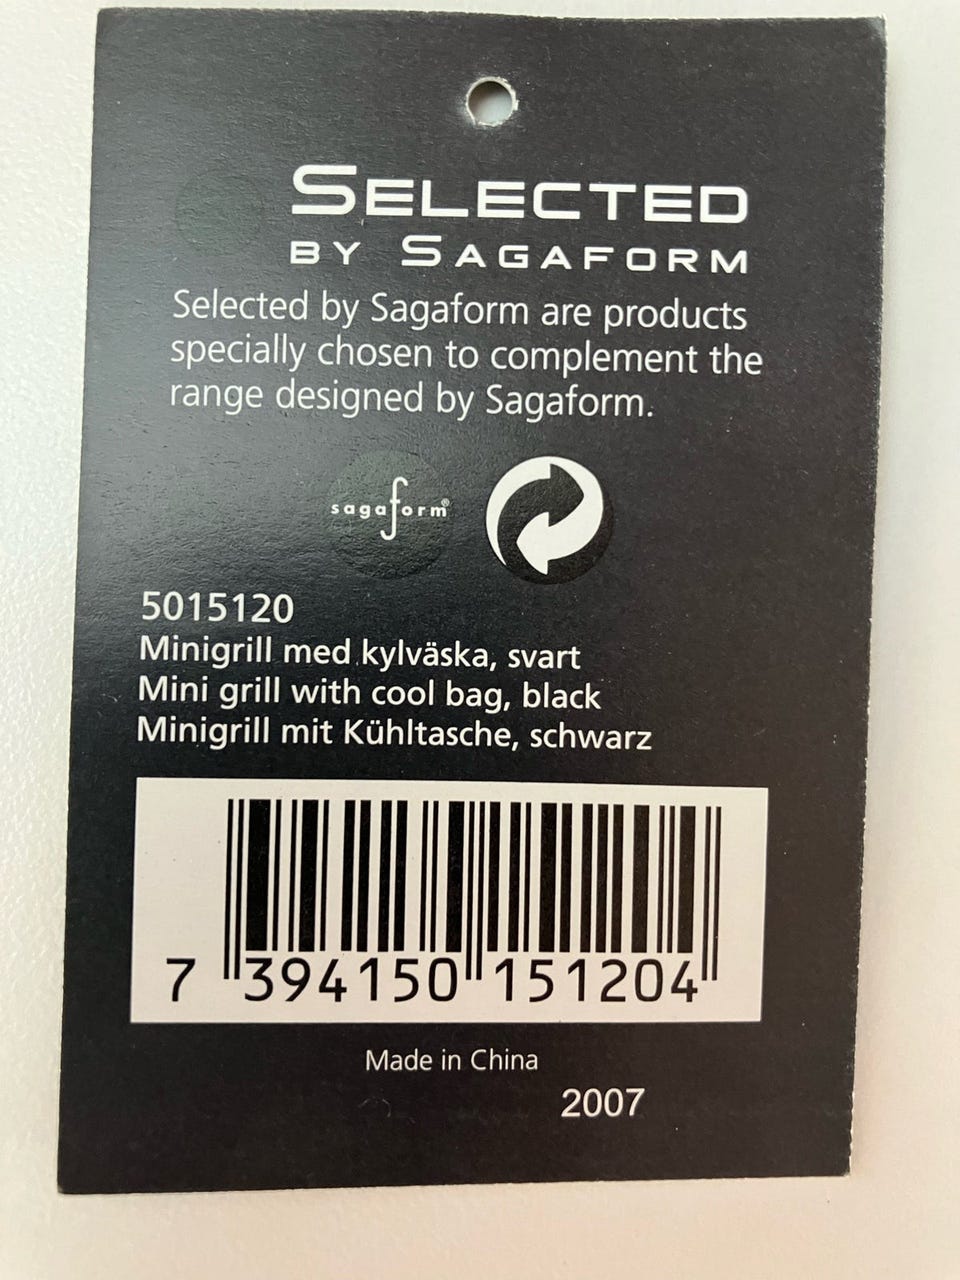 SELECTED
BY SAGAFORM
Selected by Sagaform are products
specially chosen to complement the
range designed by Sagaform.
sagaform®
5015120
Minigrill med kylväska, svart
Mini grill with cool bag, black
Minigrill mit Kühltasche, schwarz
7 394150 151204
Made in China
2007